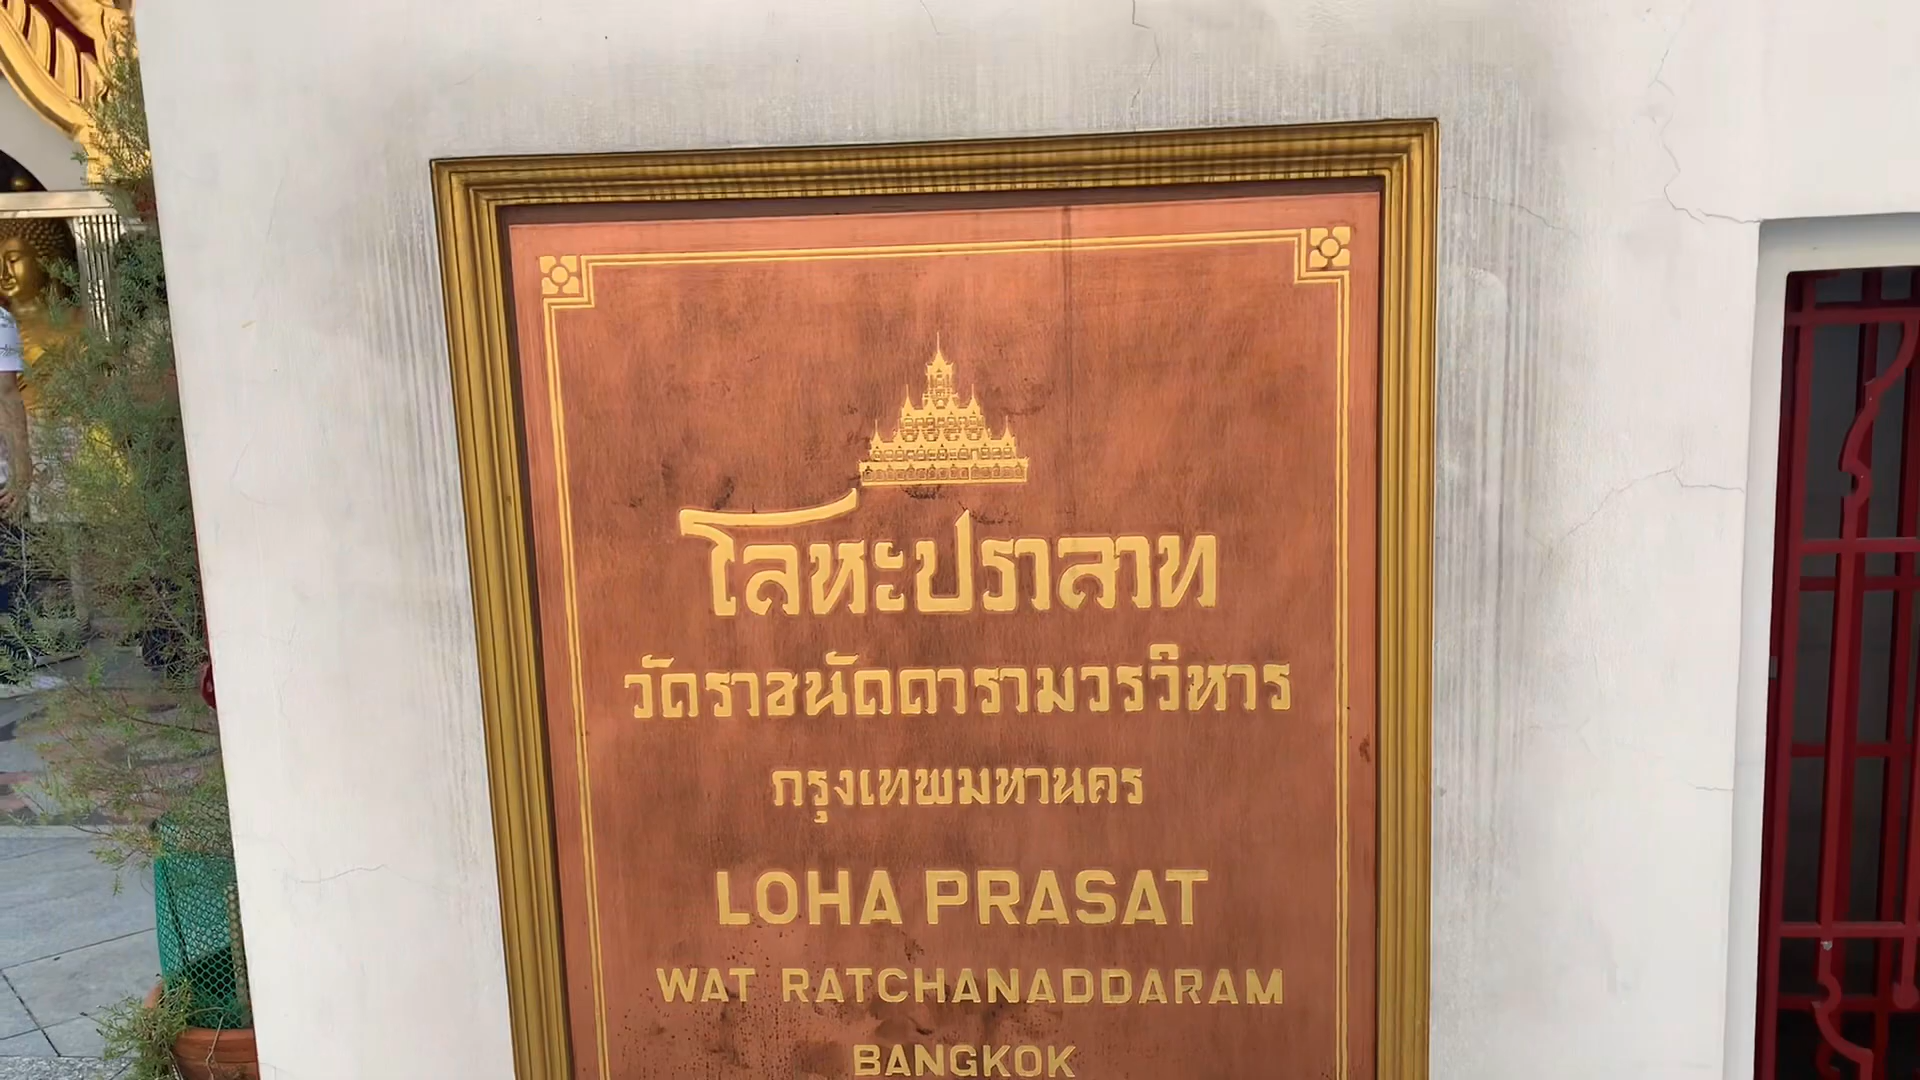 โลหะปราสาท
วัดราชนัดดารามวรวิหาร
กรุงเทพมหานคร
LOHA PRASAT
WAT RATCHANADDARAM
BANGKOK